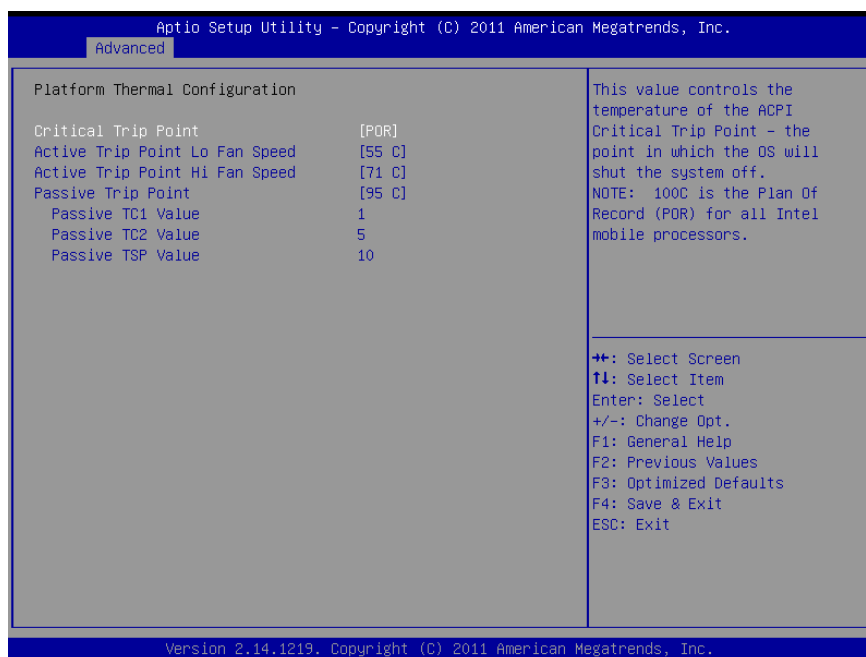 Aptio Setup Utility – Copyright (C) 2011 American Megatrends, Inc.
Advanced
Platform Thermal Configuration
Critical Trip Point [POR]
Active Trip Point Lo Fan Speed [55 C]
Active Trip Point Hi Fan Speed [71 C]
Passive Trip Point [95 C]
Passive TC1 Value 1
Passive TC2 Value 5
Passive TSP Value 10
This value controls the
temperature of the ACPI
Critical Trip Point – the
point in which the OS will
shut the system off.
NOTE: 100C is the Plan Of
Record (POR) for all Intel
mobile processors.
→←: Select Screen
↑↓: Select Item
Enter: Select
+/-: Change Opt.
F1: General Help
F2: Previous Values
F3: Optimized Defaults
F4: Save & Exit
ESC: Exit
Version 2.14.1219. Copyright (C) 2011 American Megatrends, Inc.